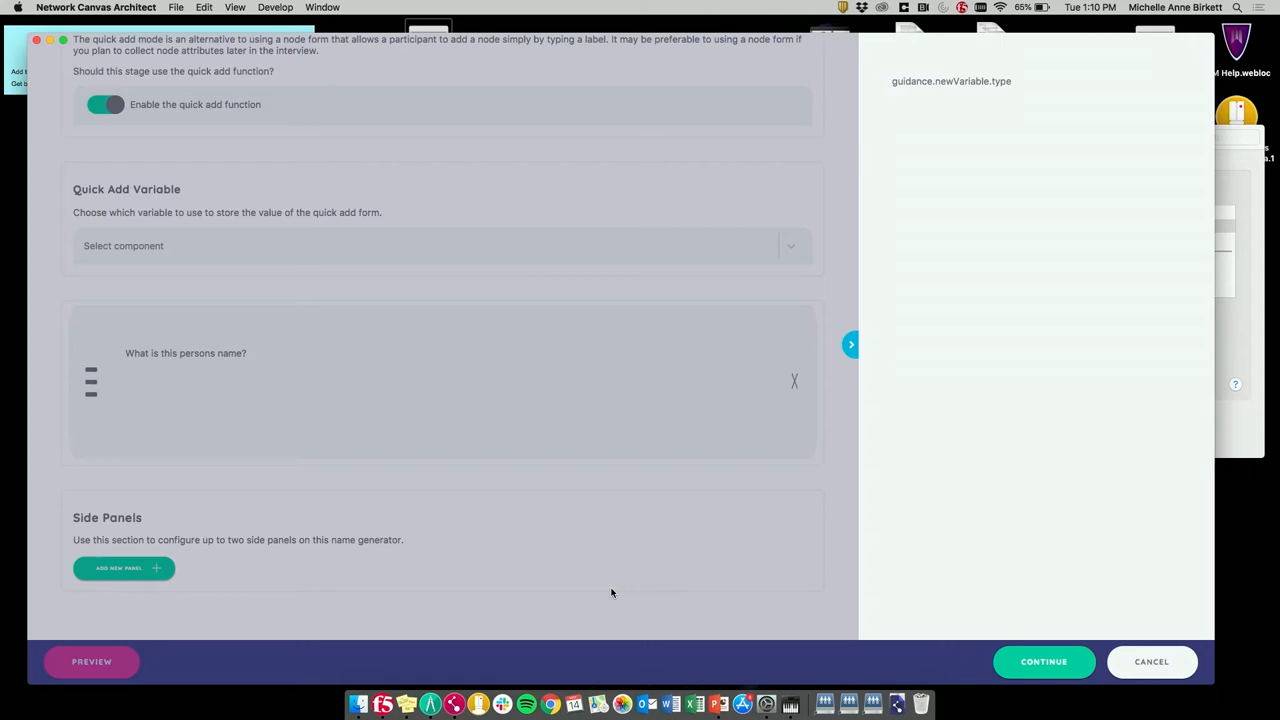 Network Canvas Architect File Edit View Develop Window
65% Tue 1:10 PM Michelle Anne Birkett
The quick add mode is an alternative to using a node form that allows a participant to add a node simply by typing a label. It may be preferable to using a node form if
you plan to collect node attributes later in the interview.
Should this stage use the quick add function?
Enable the quick add function
Quick Add Variable
Choose which variable to use to store the value of the quick add form.
Select component
What is this persons name?
Side Panels
Use this section to configure up to two side panels on this name generator.
ADD NEW PANEL
guidance.newVariable.type
PREVIEW
CONTINUE
CANCEL
M Help.webloc
Add t
Get b
s
a.1
?
14